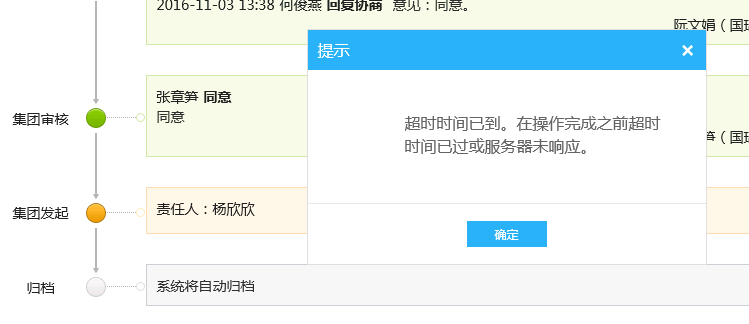 2016-11-03 13:38 何俊燕 回复协商 意见：同意。
阮文娟（国
提示
张章笋 同意
集团审核
同意
超时时间已到。在操作完成之前超时
时间已过或服务器未响应。
笋（国
集团发起
责任人：杨欣欣
确定
归档
系统将自动归档